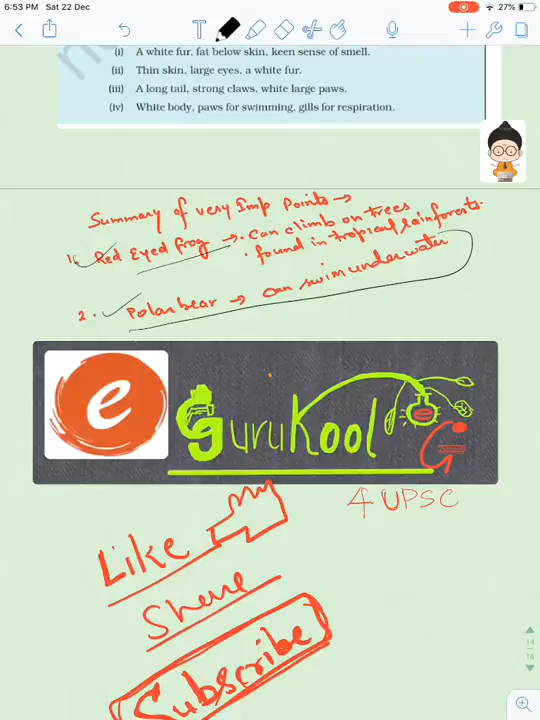 6:53 PM Sat 22 Dec
27%
(i) A white fur, fat below skin, keen sense of smell.
(ii) Thin skin, large eyes, a white fur.
(iii) A long tail, strong claws, white large paws.
(iv) White body, paws for swimming, gills for respiration.
Summary of very Imp Points →
1. Red Eyed frog → • can climb on trees
• found in tropical rainforests.
2. Polar bear → can swim underwater
e
GuruKool
e
G
4 UPSC
Like
Share
Subscribe
14
16